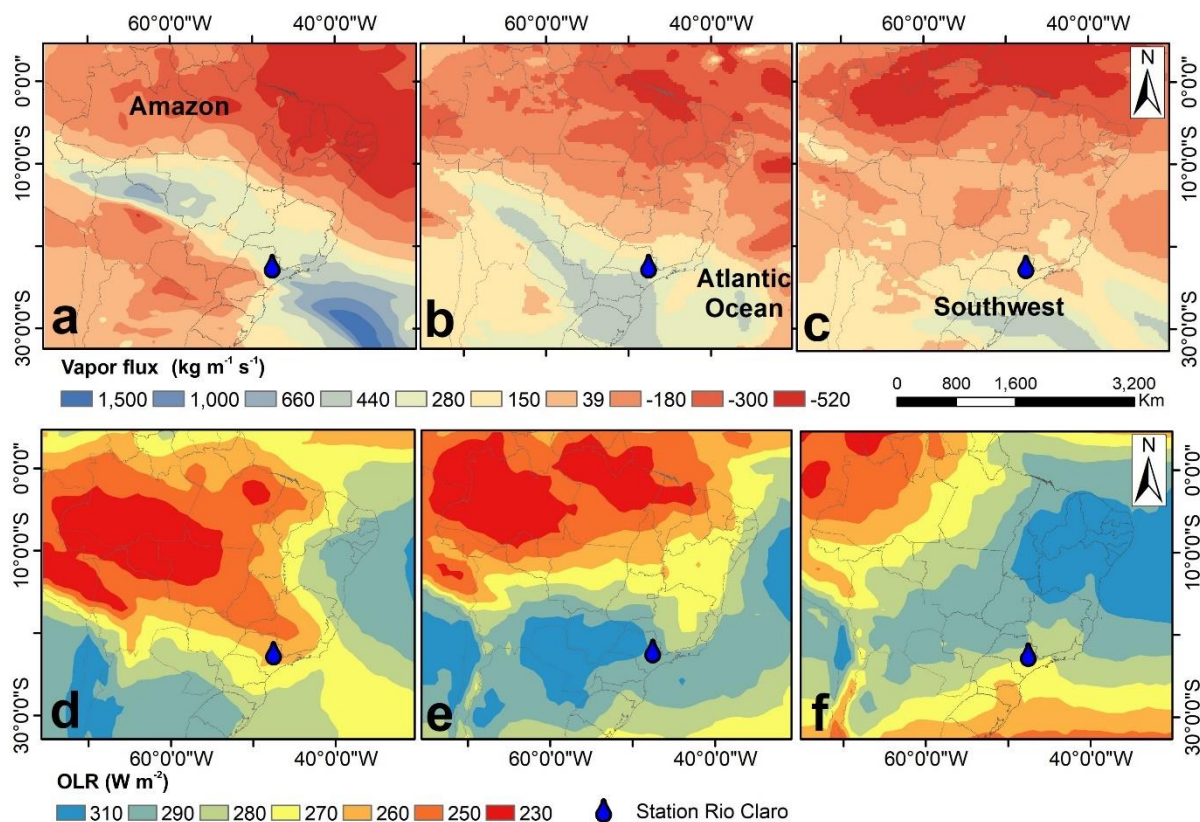 60°0'0"W 40°0'0"W 60°0'0"W 40°0'0"W 60°0'0"W 40°0'0"W
0°0'0" 10°0'0"S 30°0'0"S
Amazon
a
b
Atlantic
Ocean
c
Southwest
N
0°0'0" 10°0'0"S 30°0'0"S
Vapor flux (kg m⁻¹ s⁻¹)
1,500 1,000 660 440 280 150 39 -180 -300 -520
0 800 1,600 3,200
Km
0°0'0" 10°0'0"S 30°0'0"S
d
e
f
N
0°0'0" 10°0'0"S 30°0'0"S
60°0'0"W 40°0'0"W 60°0'0"W 40°0'0"W 60°0'0"W 40°0'0"W
OLR (W m⁻²)
310 290 280 270 260 250 230 Station Rio Claro